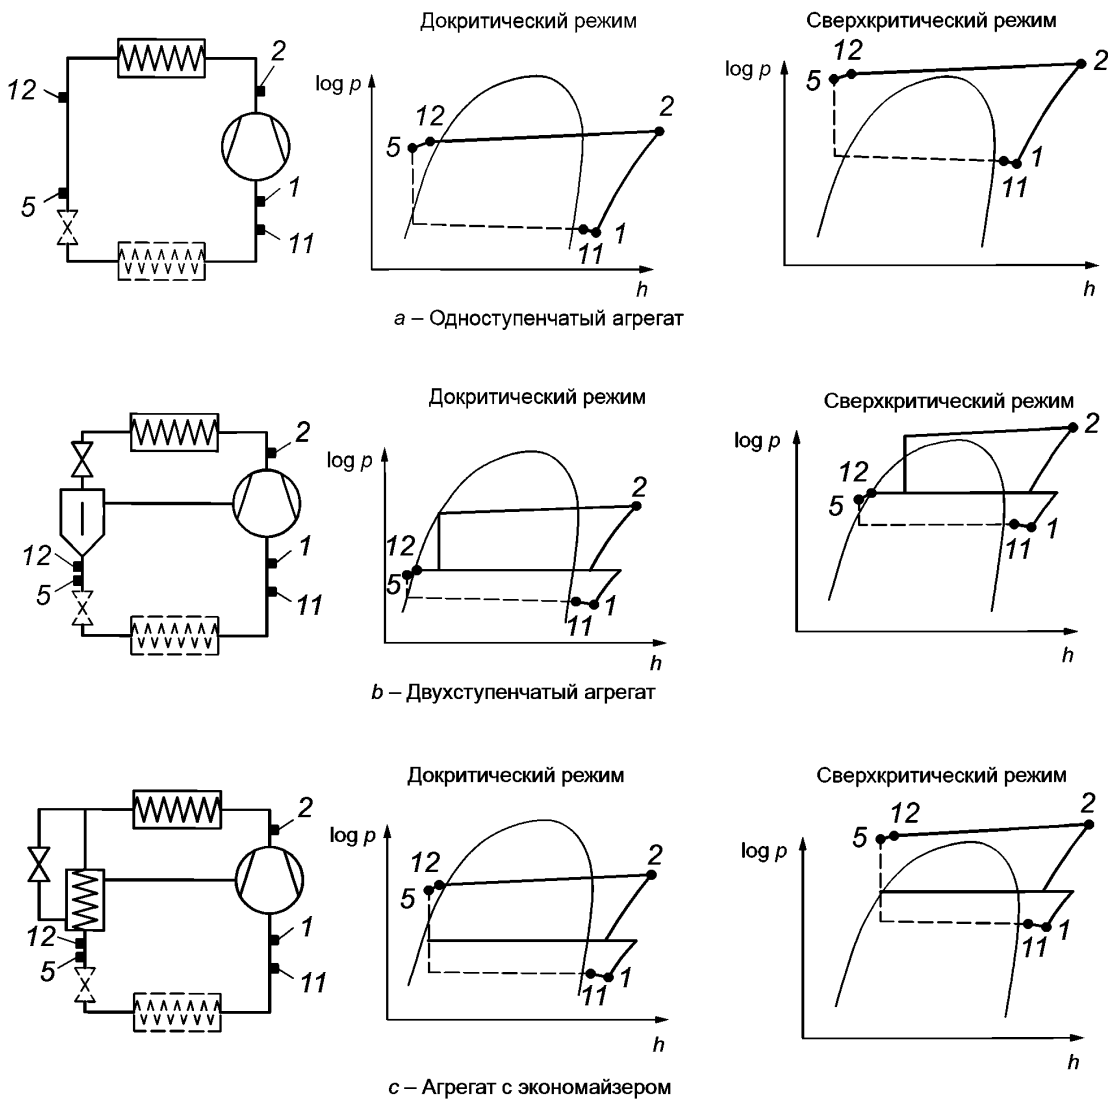 Докритический режим
Сверхкритический режим
2
12
5
1
11
log p
12
2
5
1
11
h
log p
12
2
5
1
11
h
a – Одноступенчатый агрегат
Докритический режим
Сверхкритический режим
2
12
5
1
11
log p
2
12
5
1
11
h
log p
2
12
5
1
11
h
b – Двухступенчатый агрегат
Докритический режим
Сверхкритический режим
2
12
5
1
11
log p
12
2
5
1
11
h
log p
12
2
5
1
11
h
c – Агрегат с экономайзером